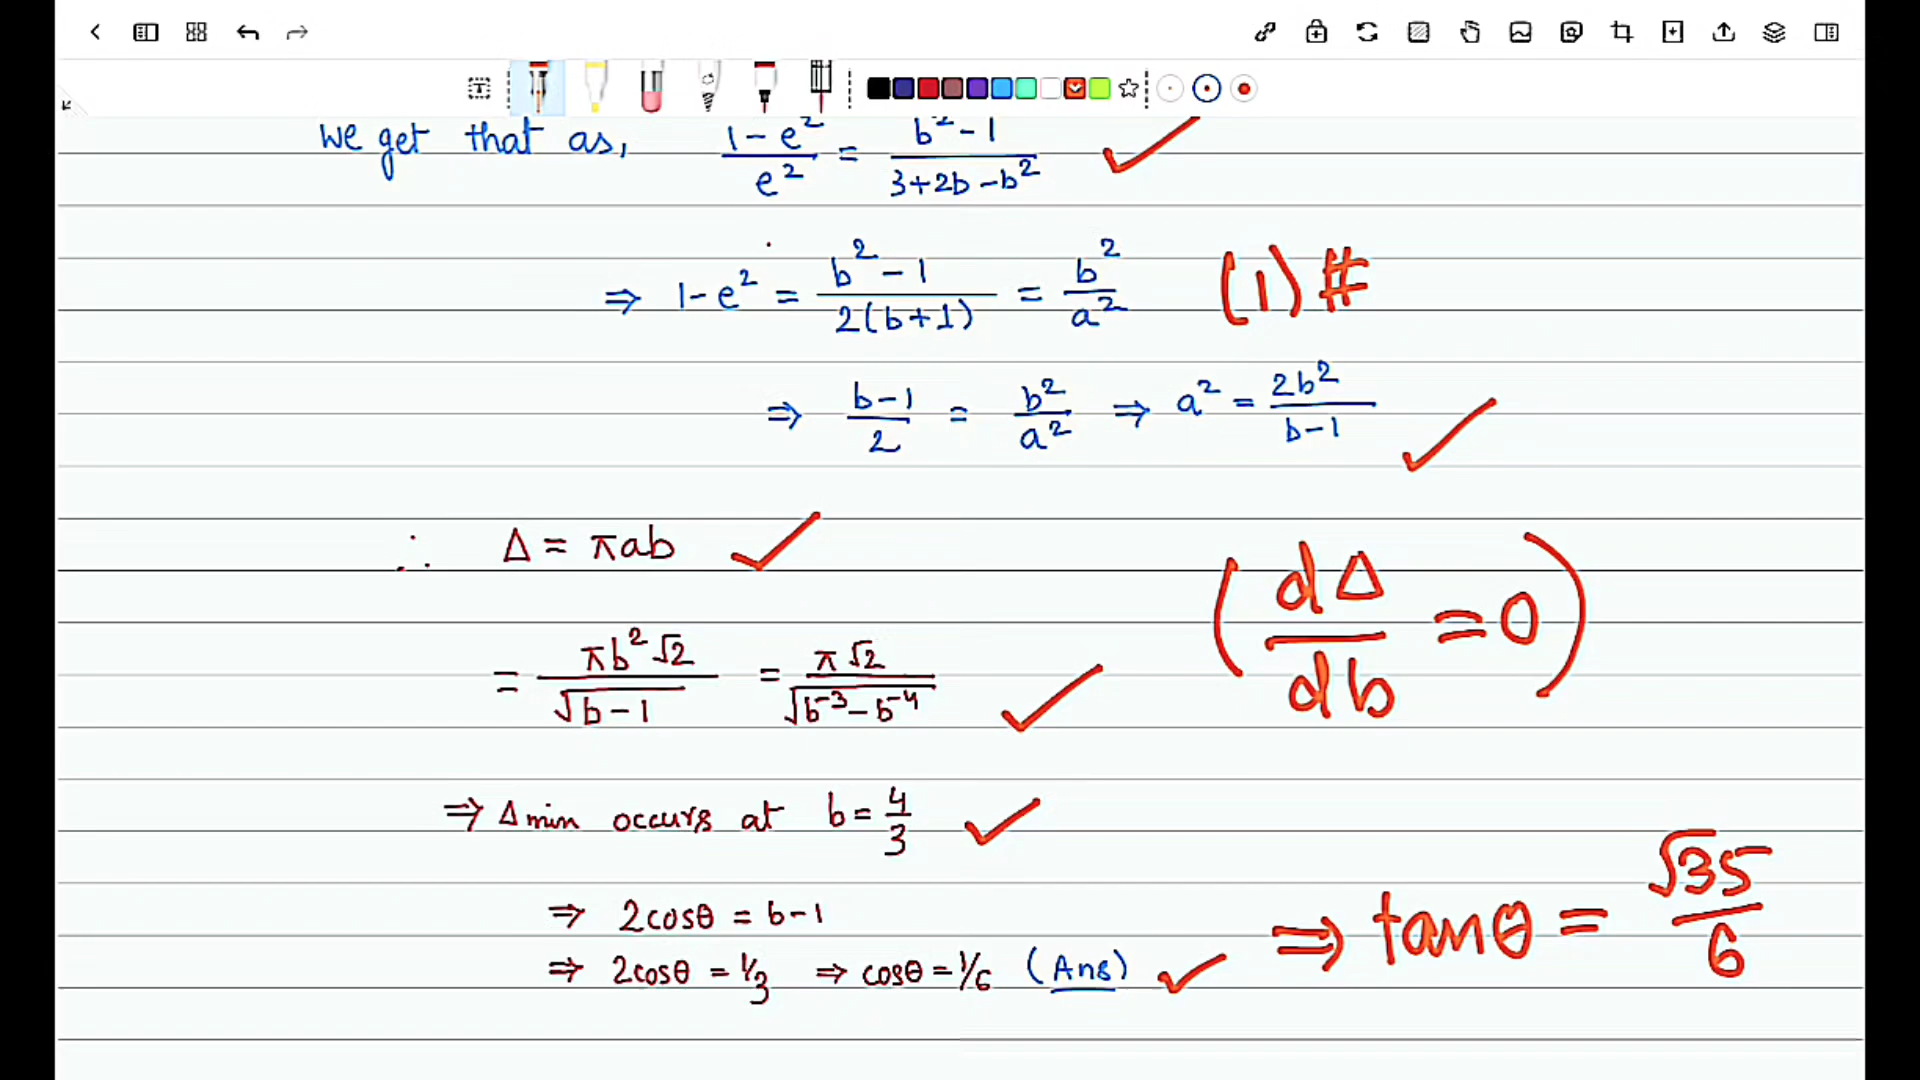 We get that as, (1-e²)/e² = (b²-1)/(3+2b-b²)
⇒ 1-e² = (b²-1)/(2(b+1)) = b²/a² (1) #
⇒ (b-1)/2 = b²/a² ⇒ a² = 2b²/(b-1)
∴ Δ = πab
(dΔ/db = 0)
= πb²√2/√(b-1) = π√2/√(b⁻³-b⁻⁴)
⇒ Δmin occurs at b = 4/3
⇒ 2cosθ = b-1
⇒ 2cosθ = 1/3 ⇒ cosθ = 1/6 (Ans)
⇒ tanθ = √35/6